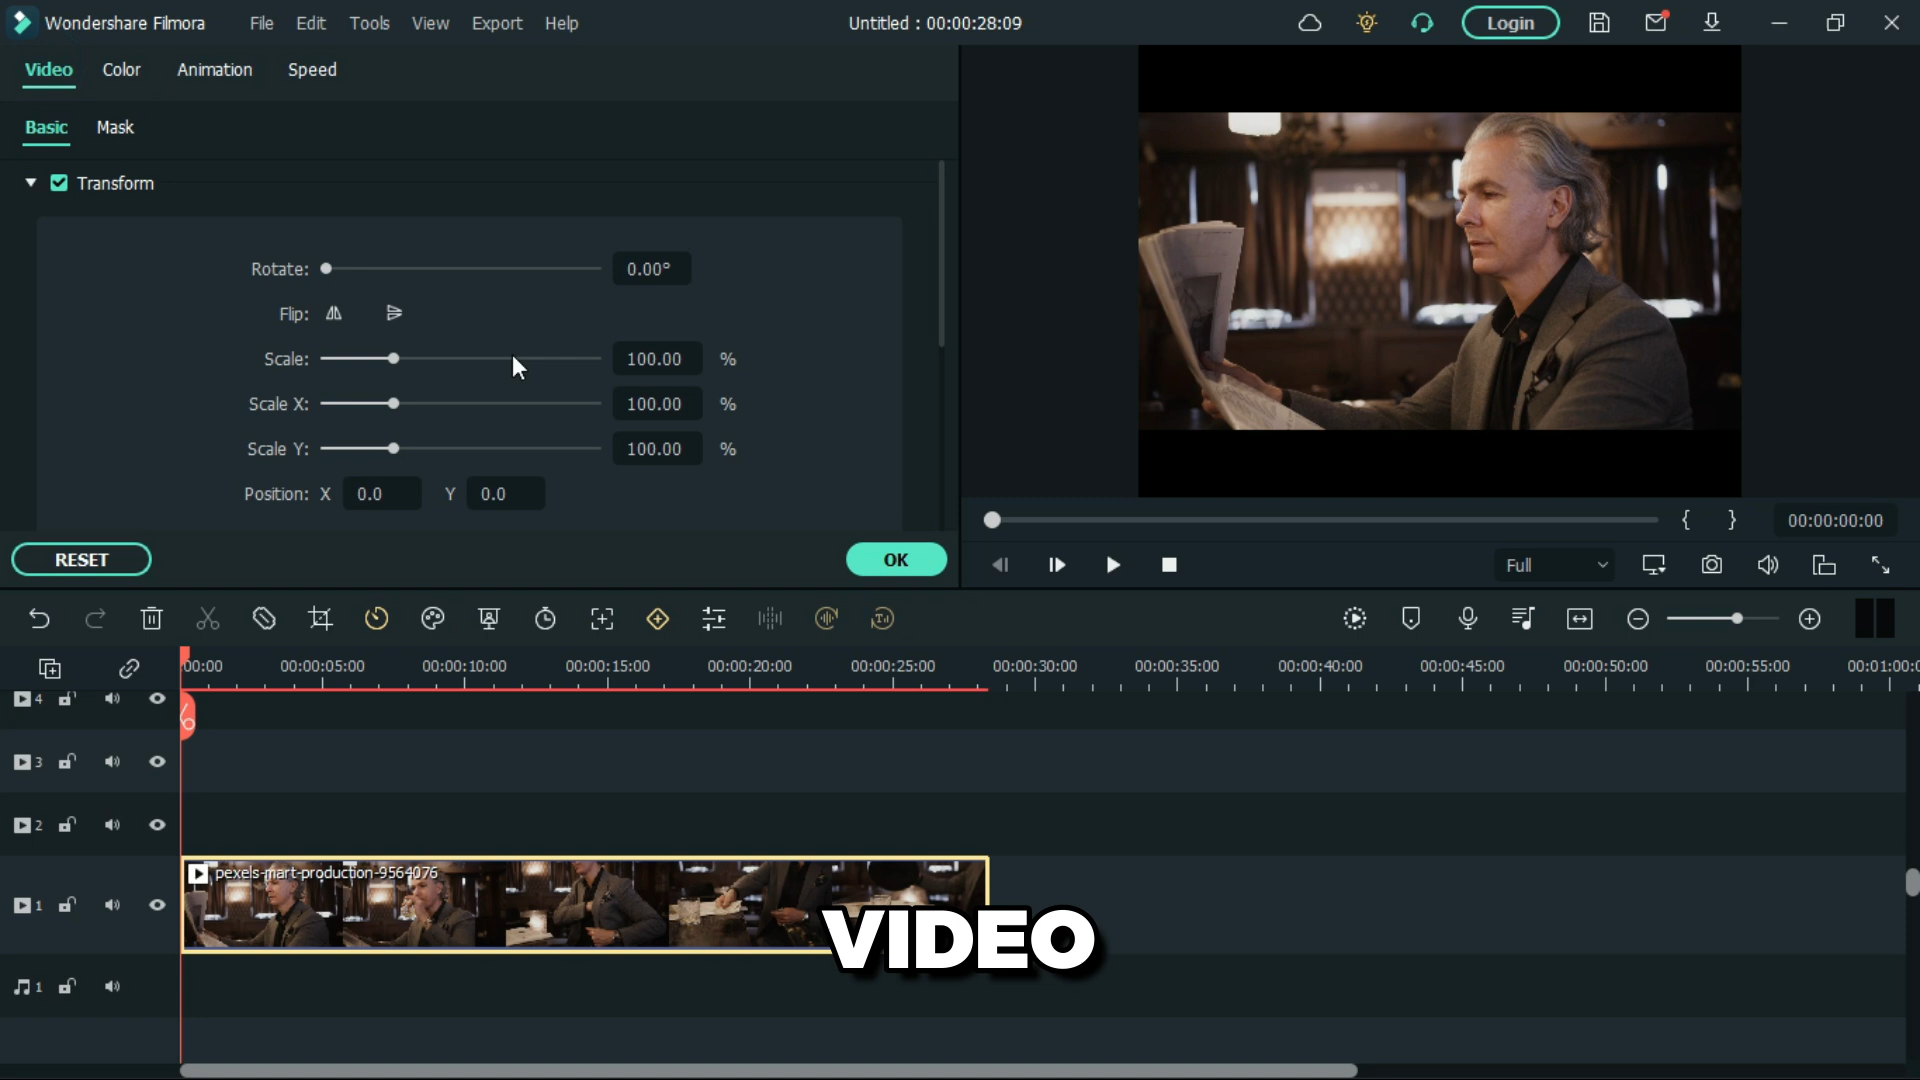 Wondershare Filmora File Edit Tools View Export Help Untitled : 00:00:28:09 Login
Video Color Animation Speed
Basic Mask
Transform
Rotate: 0.00°
Flip:
Scale: 100.00 %
Scale X: 100.00 %
Scale Y: 100.00 %
Position: X 0.0 Y 0.0
{ } 00:00:00:00
RESET OK
Full
00:00 00:00:05:00 00:00:10:00 00:00:15:00 00:00:20:00 00:00:25:00 00:00:30:00 00:00:35:00 00:00:40:00 00:00:45:00 00:00:50:00 00:00:55:00 00:01:00:0
4
3
2
pexels-mart-production-9564076
1
VIDEO
1